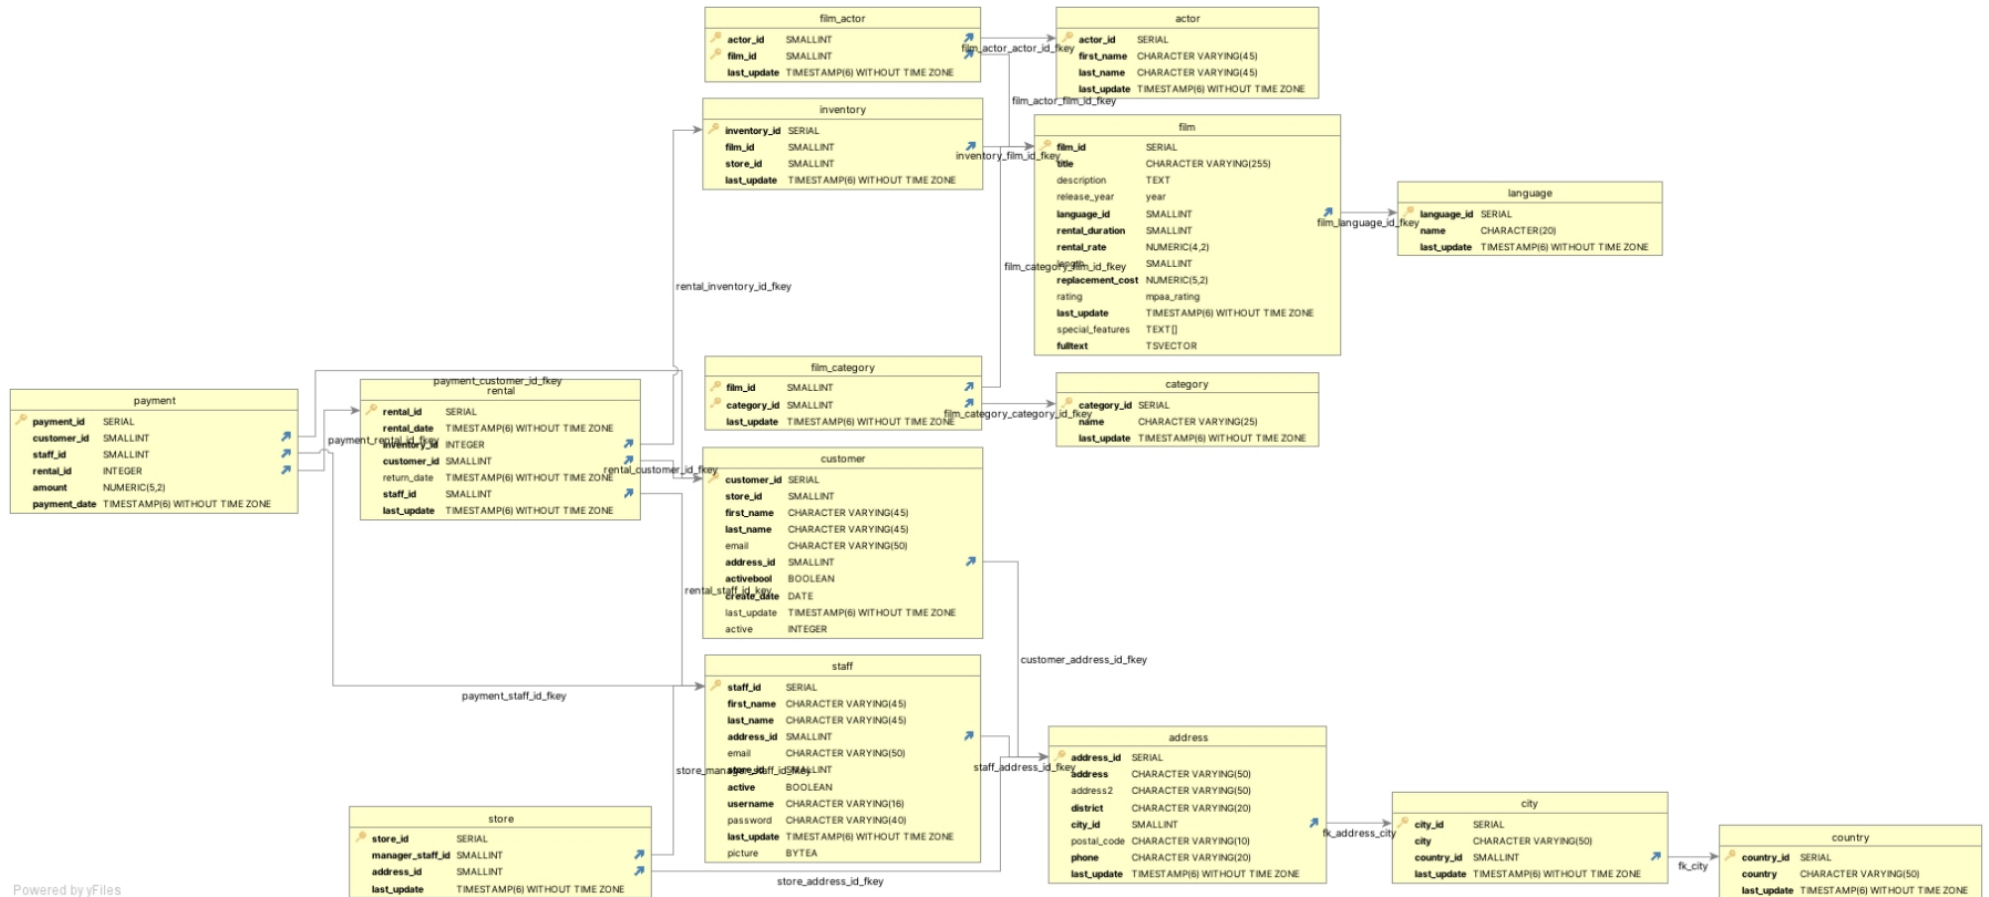 film_actor
actor_id SMALLINT
film_id SMALLINT
last_update TIMESTAMP(6) WITHOUT TIME ZONE
film_actor_actor_id_fkey
film_actor_film_id_fkey
actor
actor_id SERIAL
first_name CHARACTER VARYING(45)
last_name CHARACTER VARYING(45)
last_update TIMESTAMP(6) WITHOUT TIME ZONE
inventory
inventory_id SERIAL
film_id SMALLINT
store_id SMALLINT
last_update TIMESTAMP(6) WITHOUT TIME ZONE
inventory_film_id_fkey
film
film_id SERIAL
title CHARACTER VARYING(255)
description TEXT
release_year year
language_id SMALLINT
rental_duration SMALLINT
rental_rate NUMERIC(4,2)
length SMALLINT
replacement_cost NUMERIC(5,2)
rating mpaa_rating
last_update TIMESTAMP(6) WITHOUT TIME ZONE
special_features TEXT[]
fulltext TSVECTOR
film_category_film_id_fkey
film_language_id_fkey
language
language_id SERIAL
name CHARACTER(20)
last_update TIMESTAMP(6) WITHOUT TIME ZONE
rental_inventory_id_fkey
film_category
film_id SMALLINT
category_id SMALLINT
last_update TIMESTAMP(6) WITHOUT TIME ZONE
film_category_category_id_fkey
category
category_id SERIAL
name CHARACTER VARYING(25)
last_update TIMESTAMP(6) WITHOUT TIME ZONE
payment
payment_id SERIAL
customer_id SMALLINT
staff_id SMALLINT
rental_id INTEGER
amount NUMERIC(5,2)
payment_date TIMESTAMP(6) WITHOUT TIME ZONE
payment_customer_id_fkey
payment_rental_id_fkey
rental
rental_id SERIAL
rental_date TIMESTAMP(6) WITHOUT TIME ZONE
inventory_id INTEGER
customer_id SMALLINT
return_date TIMESTAMP(6) WITHOUT TIME ZONE
staff_id SMALLINT
last_update TIMESTAMP(6) WITHOUT TIME ZONE
rental_customer_id_fkey
customer
customer_id SERIAL
store_id SMALLINT
first_name CHARACTER VARYING(45)
last_name CHARACTER VARYING(45)
email CHARACTER VARYING(50)
address_id SMALLINT
activebool BOOLEAN
create_date DATE
last_update TIMESTAMP(6) WITHOUT TIME ZONE
active INTEGER
rental_staff_id_key
customer_address_id_fkey
payment_staff_id_fkey
staff
staff_id SERIAL
first_name CHARACTER VARYING(45)
last_name CHARACTER VARYING(45)
address_id SMALLINT
email CHARACTER VARYING(50)
store_id SMALLINT
active BOOLEAN
username CHARACTER VARYING(16)
password CHARACTER VARYING(40)
last_update TIMESTAMP(6) WITHOUT TIME ZONE
picture BYTEA
store_manager_staff_id_fkey
staff_address_id_fkey
store
store_id SERIAL
manager_staff_id SMALLINT
address_id SMALLINT
last_update TIMESTAMP(6) WITHOUT TIME ZONE
store_address_id_fkey
address
address_id SERIAL
address CHARACTER VARYING(50)
address2 CHARACTER VARYING(50)
district CHARACTER VARYING(20)
city_id SMALLINT
postal_code CHARACTER VARYING(10)
phone CHARACTER VARYING(20)
last_update TIMESTAMP(6) WITHOUT TIME ZONE
fk_address_city
city
city_id SERIAL
city CHARACTER VARYING(50)
country_id SMALLINT
last_update TIMESTAMP(6) WITHOUT TIME ZONE
fk_city
country
country_id SERIAL
country CHARACTER VARYING(50)
last_update TIMESTAMP(6) WITHOUT TIME ZONE
Powered by yFiles